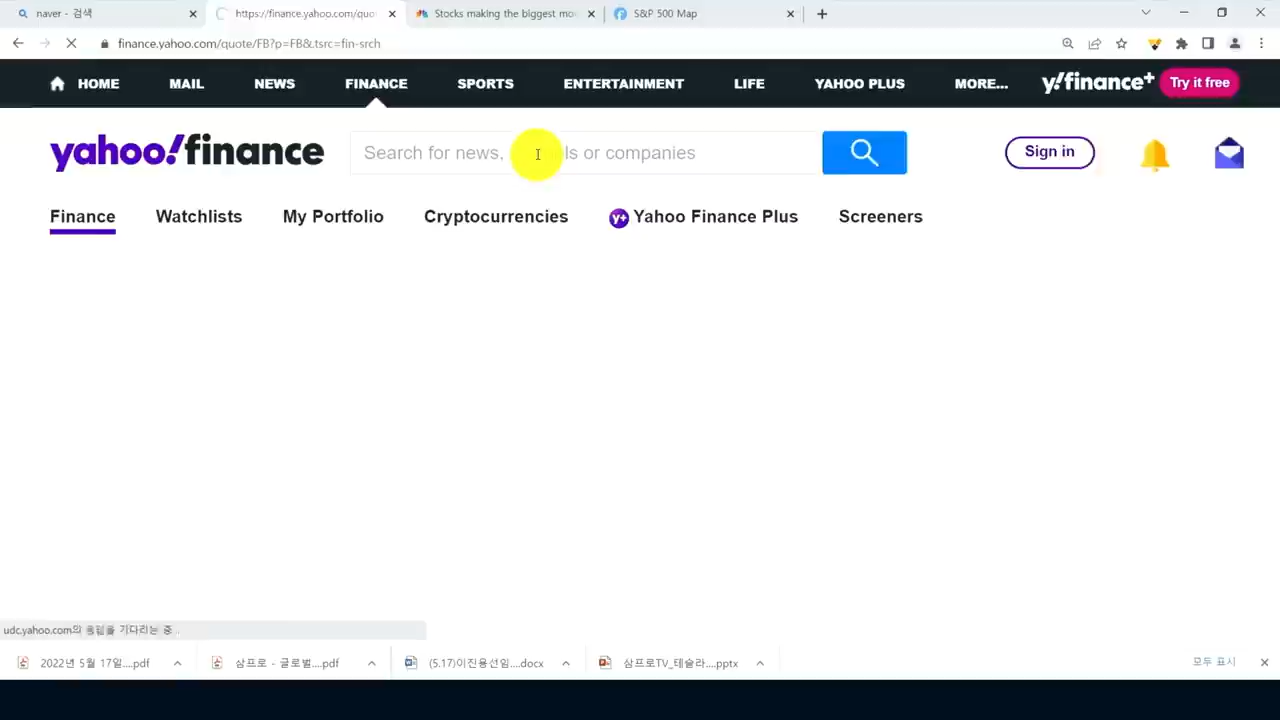 naver - 검색
https://finance.yahoo.com/quo
Stocks making the biggest mo
S&P 500 Map
finance.yahoo.com/quote/FB?p=FB&.tsrc=fin-srch
HOME MAIL NEWS FINANCE SPORTS ENTERTAINMENT LIFE YAHOO PLUS MORE... y!finance+ Try it free
yahoo!finance
Search for news, ls or companies
Sign in
Finance Watchlists My Portfolio Cryptocurrencies y+ Yahoo Finance Plus Screeners
udc.yahoo.com의 응답을 기다리는 중...
2022년 5월 17일....pdf
삼프로 - 글로벌....pdf
(5.17)이진용선임....docx
삼프로TV_테슬라....pptx
모두 표시